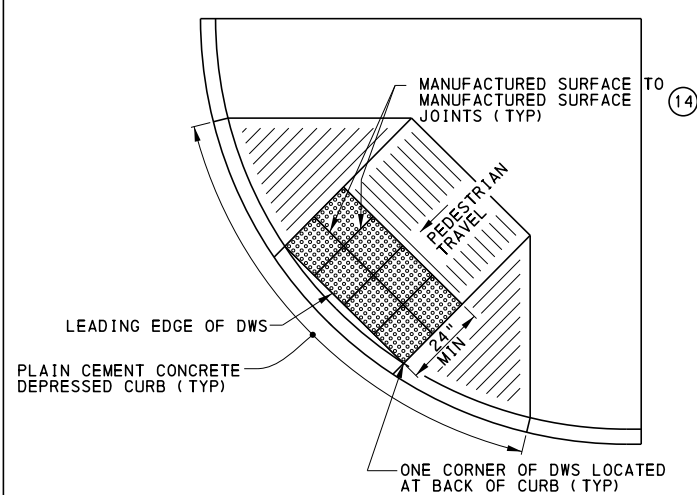 MANUFACTURED SURFACE TO
MANUFACTURED SURFACE
JOINTS (TYP)
14
PEDESTRIAN
TRAVEL
24"
MIN
LEADING EDGE OF DWS
PLAIN CEMENT CONCRETE
DEPRESSED CURB (TYP)
ONE CORNER OF DWS LOCATED
AT BACK OF CURB (TYP)